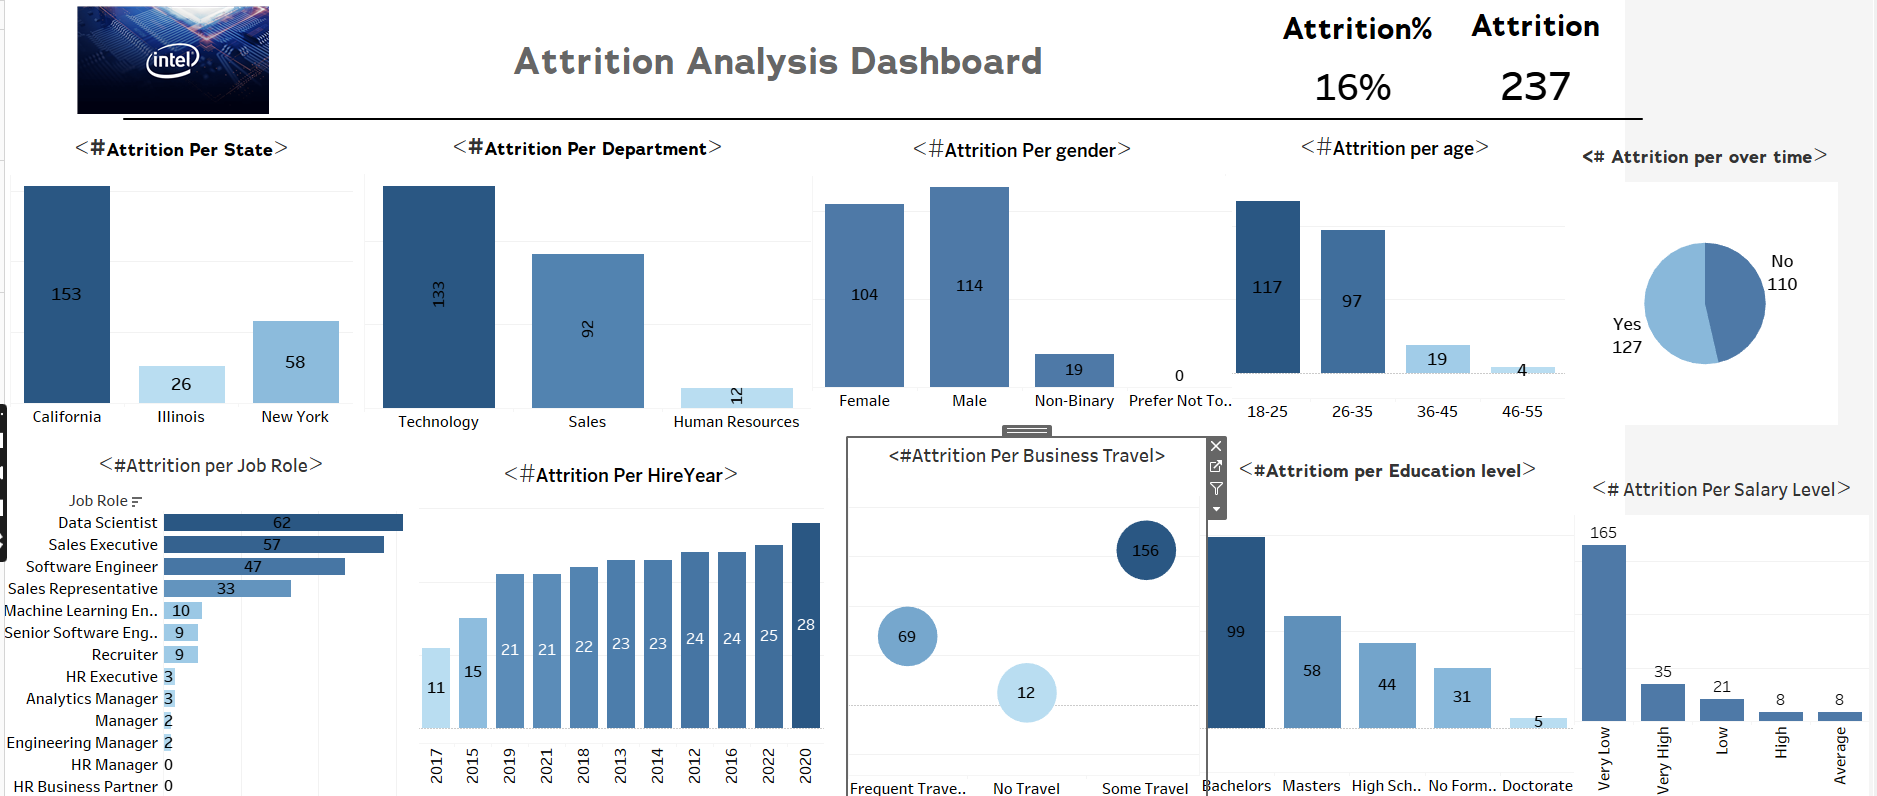 intel
Attrition Analysis Dashboard
Attrition%
Attrition
16%
237
<#Attrition Per State>
153
26
58
California
Illinois
New York
<#Attrition Per Department>
133
92
12
Technology
Sales
Human Resources
<#Attrition Per gender>
104
114
19
0
Female
Male
Non-Binary
Prefer Not To..
<#Attrition per age>
117
97
19
4
18-25
26-35
36-45
46-55
<# Attrition per over time>
No
110
Yes
127
<#Attrition per Job Role>
Job Role
Data Scientist 62
Sales Executive 57
Software Engineer 47
Sales Representative 33
Machine Learning En.. 10
Senior Software Eng.. 9
Recruiter 9
HR Executive 3
Analytics Manager 3
Manager 2
Engineering Manager 2
HR Manager 0
HR Business Partner 0
<#Attrition Per HireYear>
11
15
21
21
22
23
23
24
24
25
28
2017
2015
2019
2021
2018
2013
2014
2012
2016
2022
2020
<#Attrition Per Business Travel>
69
12
156
Frequent Trave..
No Travel
Some Travel
<#Attritiom per Education level>
99
58
44
31
5
Bachelors
Masters
High Sch..
No Form..
Doctorate
<# Attrition Per Salary Level>
165
35
21
8
8
Very Low
Very High
Low
High
Average